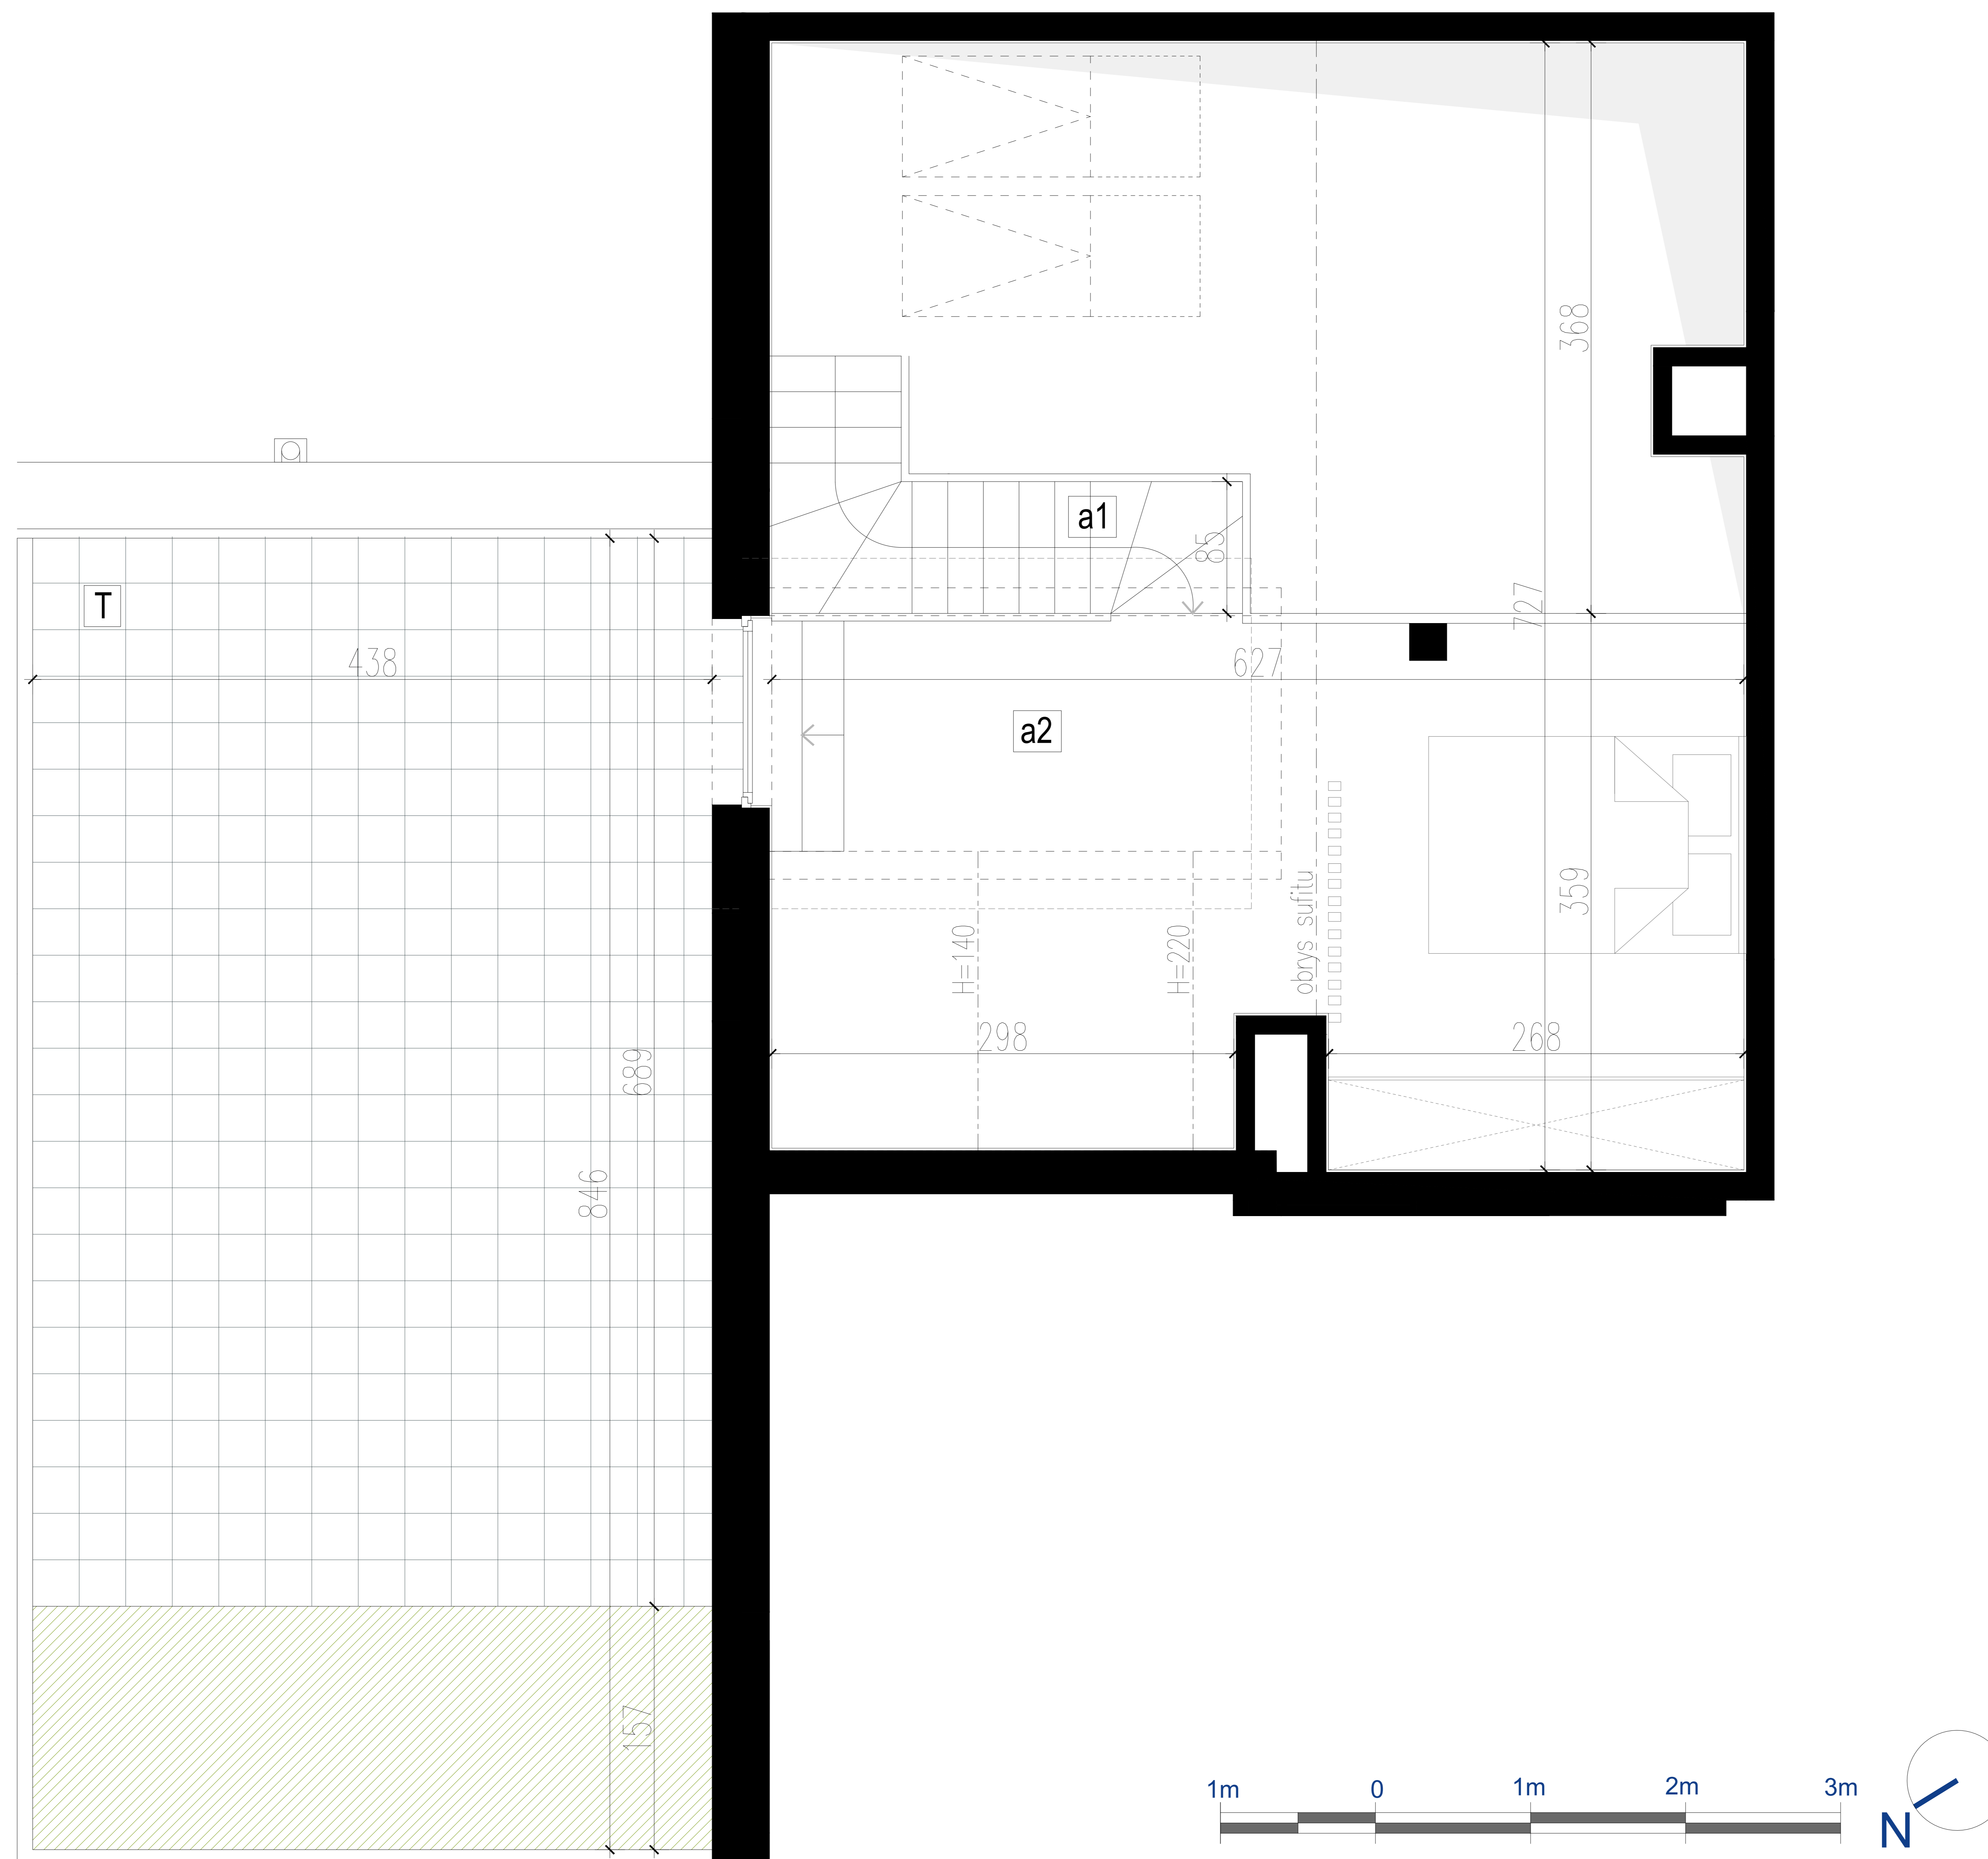 368
a1
85
T
727
438
627
a2
359
H=140
H=220
obrys sufitu
298
268
689
846
157
1m 0 1m 2m 3m
N